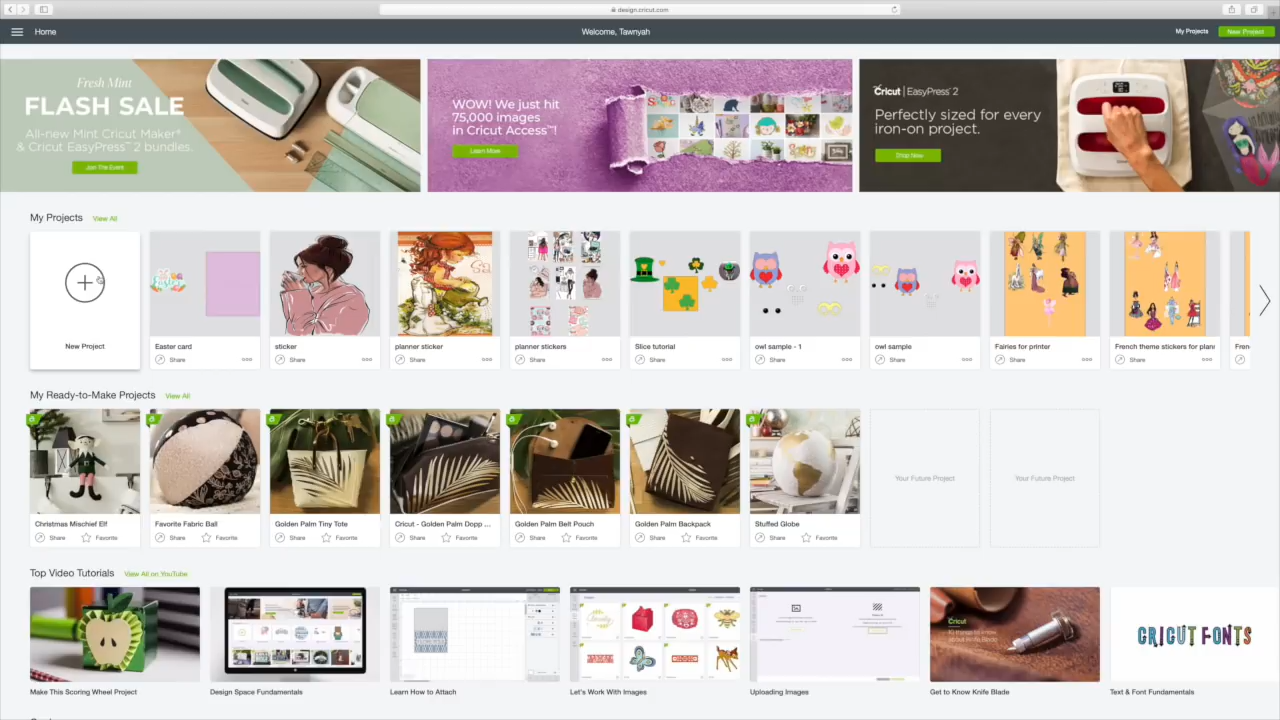 design.cricut.com
Home
Welcome, Tawnyah
My Projects
New Project
Fresh Mint
FLASH SALE
All-new Mint Cricut Maker®
& Cricut EasyPress™ 2 bundles.
Join The Event
WOW! We just hit
75,000 images
in Cricut Access™!
Learn More
Cricut | EasyPress® 2
Perfectly sized for every
iron-on project.
Shop Now
My Projects View All
New Project
Easter card
Share
sticker
Share
planner sticker
Share
planner stickers
Share
Slice tutorial
Share
owl sample - 1
Share
owl sample
Share
Fairies for printer
Share
French theme stickers for plann
Share
Fren
My Ready-to-Make Projects View All
Christmas Mischief Elf
Share Favorite
Favorite Fabric Ball
Share Favorite
Golden Palm Tiny Tote
Share Favorite
Cricut - Golden Palm Dopp ...
Share Favorite
Golden Palm Belt Pouch
Share Favorite
Golden Palm Backpack
Share Favorite
Stuffed Globe
Share Favorite
Your Future Project
Your Future Project
Top Video Tutorials View All on YouTube
Make This Scoring Wheel Project
Design Space Fundamentals
Learn How to Attach
Let's Work With Images
Uploading Images
Cricut
10 things to know
about Knife Blade
Get to Know Knife Blade
CRICUT FONTS
Text & Font Fundamentals